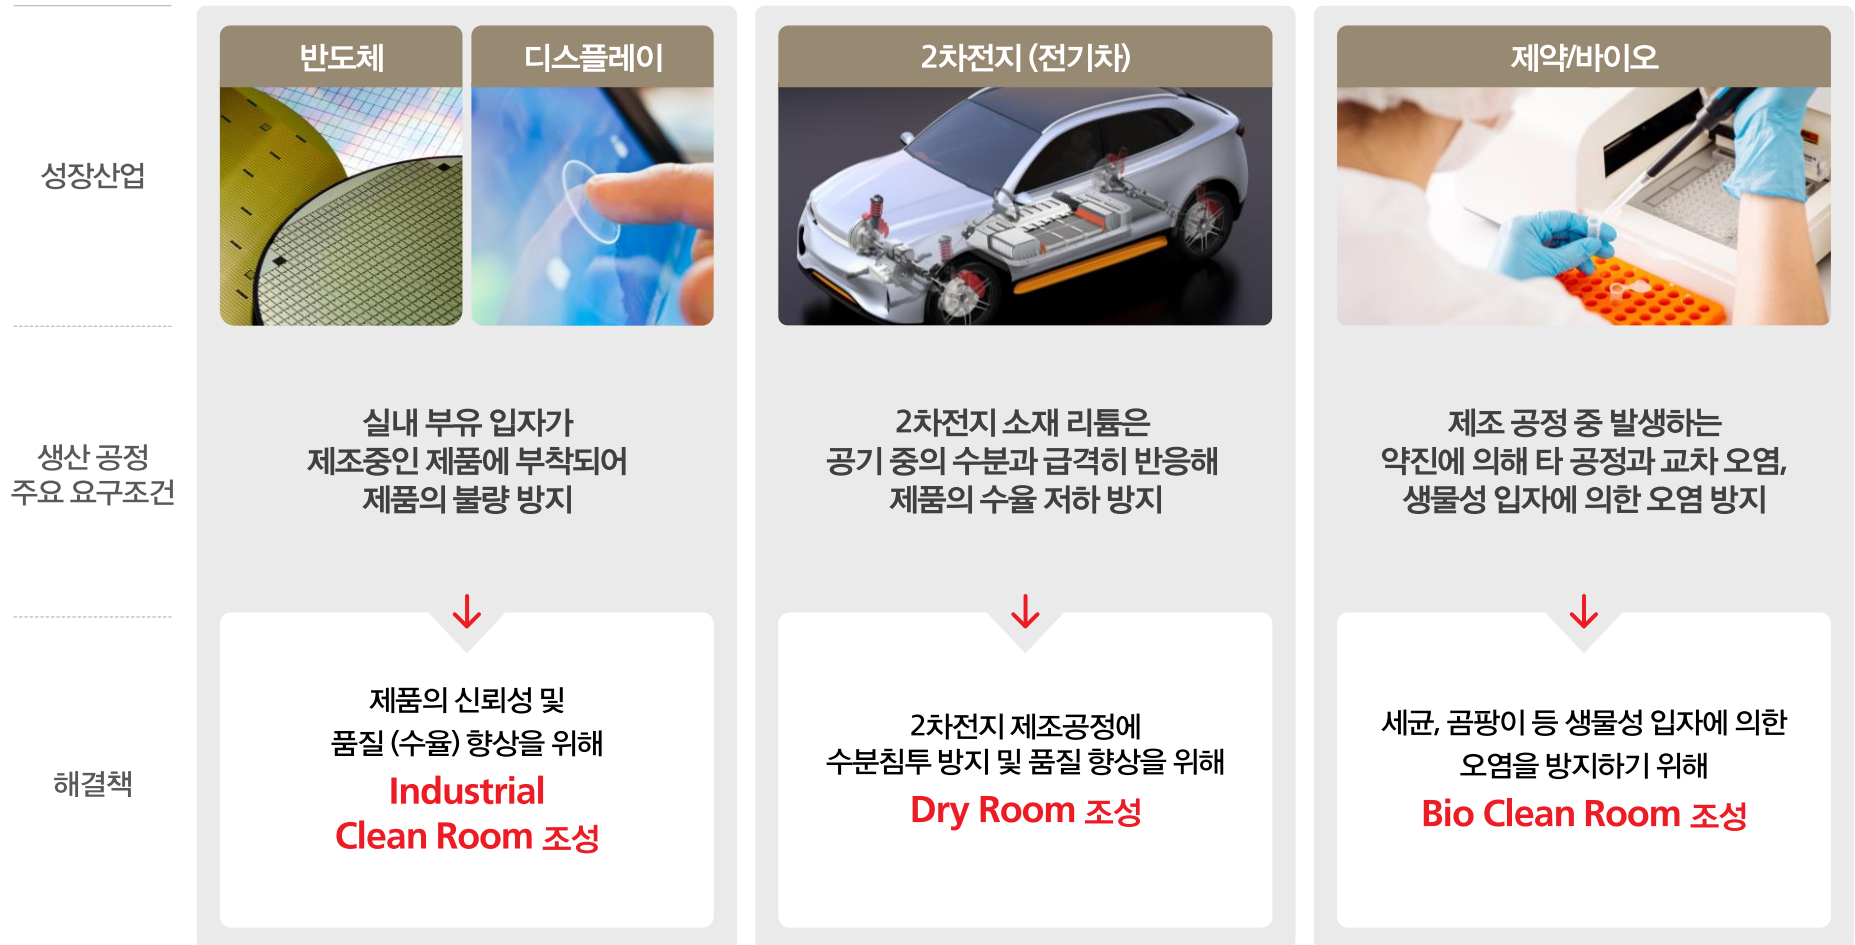 성장산업
반도체
디스플레이
2차전지 (전기차)
제약/바이오
생산 공정
주요 요구조건
실내 부유 입자가
제조중인 제품에 부착되어
제품의 불량 방지
2차전지 소재 리튬은
공기 중의 수분과 급격히 반응해
제품의 수율 저하 방지
제조 공정 중 발생하는
약진에 의해 타 공정과 교차 오염,
생물성 입자에 의한 오염 방지
해결책
제품의 신뢰성 및
품질 (수율) 향상을 위해
Industrial
Clean Room 조성
2차전지 제조공정에
수분침투 방지 및 품질 향상을 위해
Dry Room 조성
세균, 곰팡이 등 생물성 입자에 의한
오염을 방지하기 위해
Bio Clean Room 조성